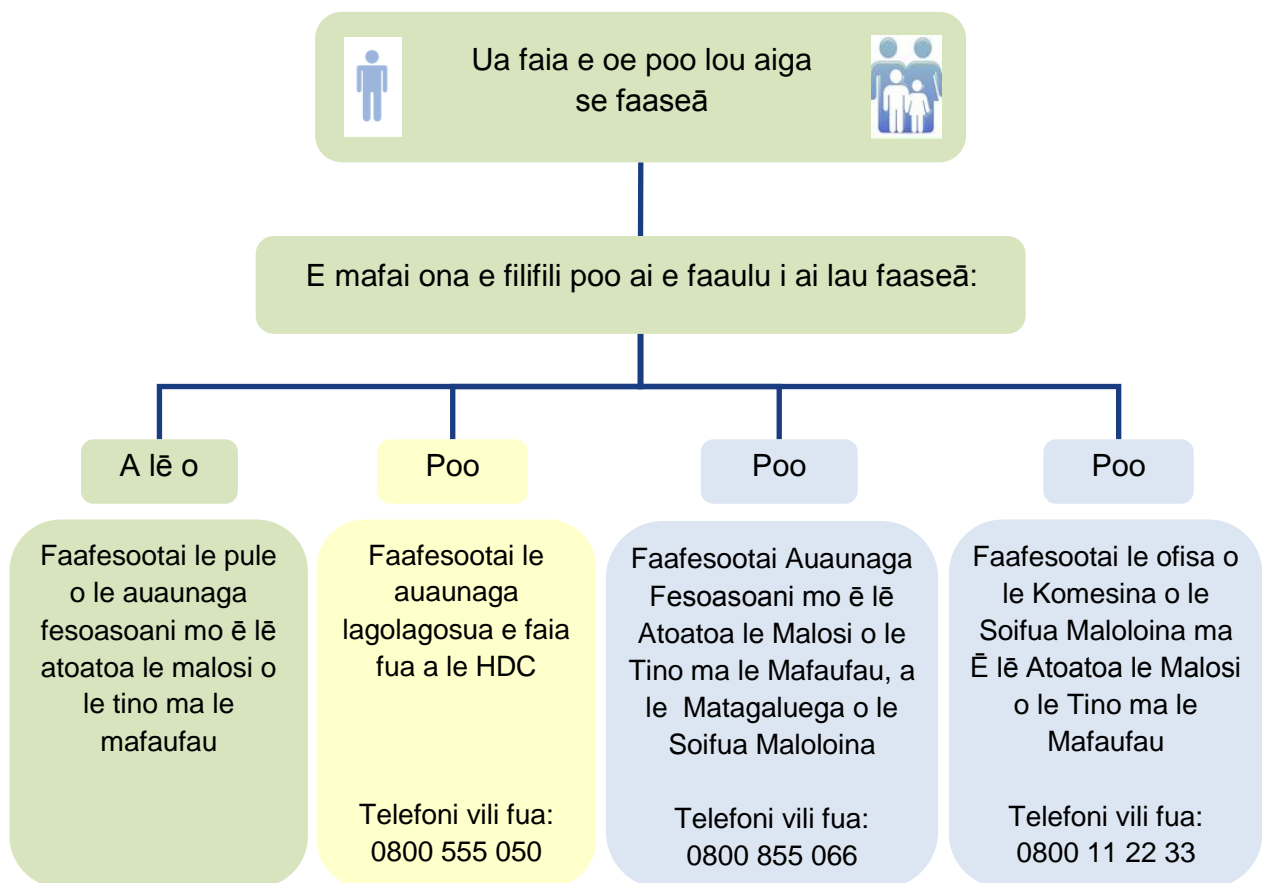 Ua faia e oe poo lou aiga
se faaseā
E mafai ona e filifili poo ai e faaulu i ai lau faaseā:
A lē o
Faafesootai le pule
o le auaunaga
fesoasoani mo ē lē
atoatoa le malosi o
le tino ma le
mafaufau
Poo
Faafesootai le
auaunaga
lagolagosua e faia
fua a le HDC
Telefoni vili fua:
0800 555 050
Poo
Faafesootai Auaunaga
Fesoasoani mo ē lē
Atoatoa le Malosi o le
Tino ma le Mafaufau, a
le Matagaluega o le
Soifua Maloloina
Telefoni vili fua:
0800 855 066
Poo
Faafesootai le ofisa o
le Komesina o le
Soifua Maloloina ma
Ē lē Atoatoa le Malosi
o le Tino ma le
Mafaufau
Telefoni vili fua:
0800 11 22 33